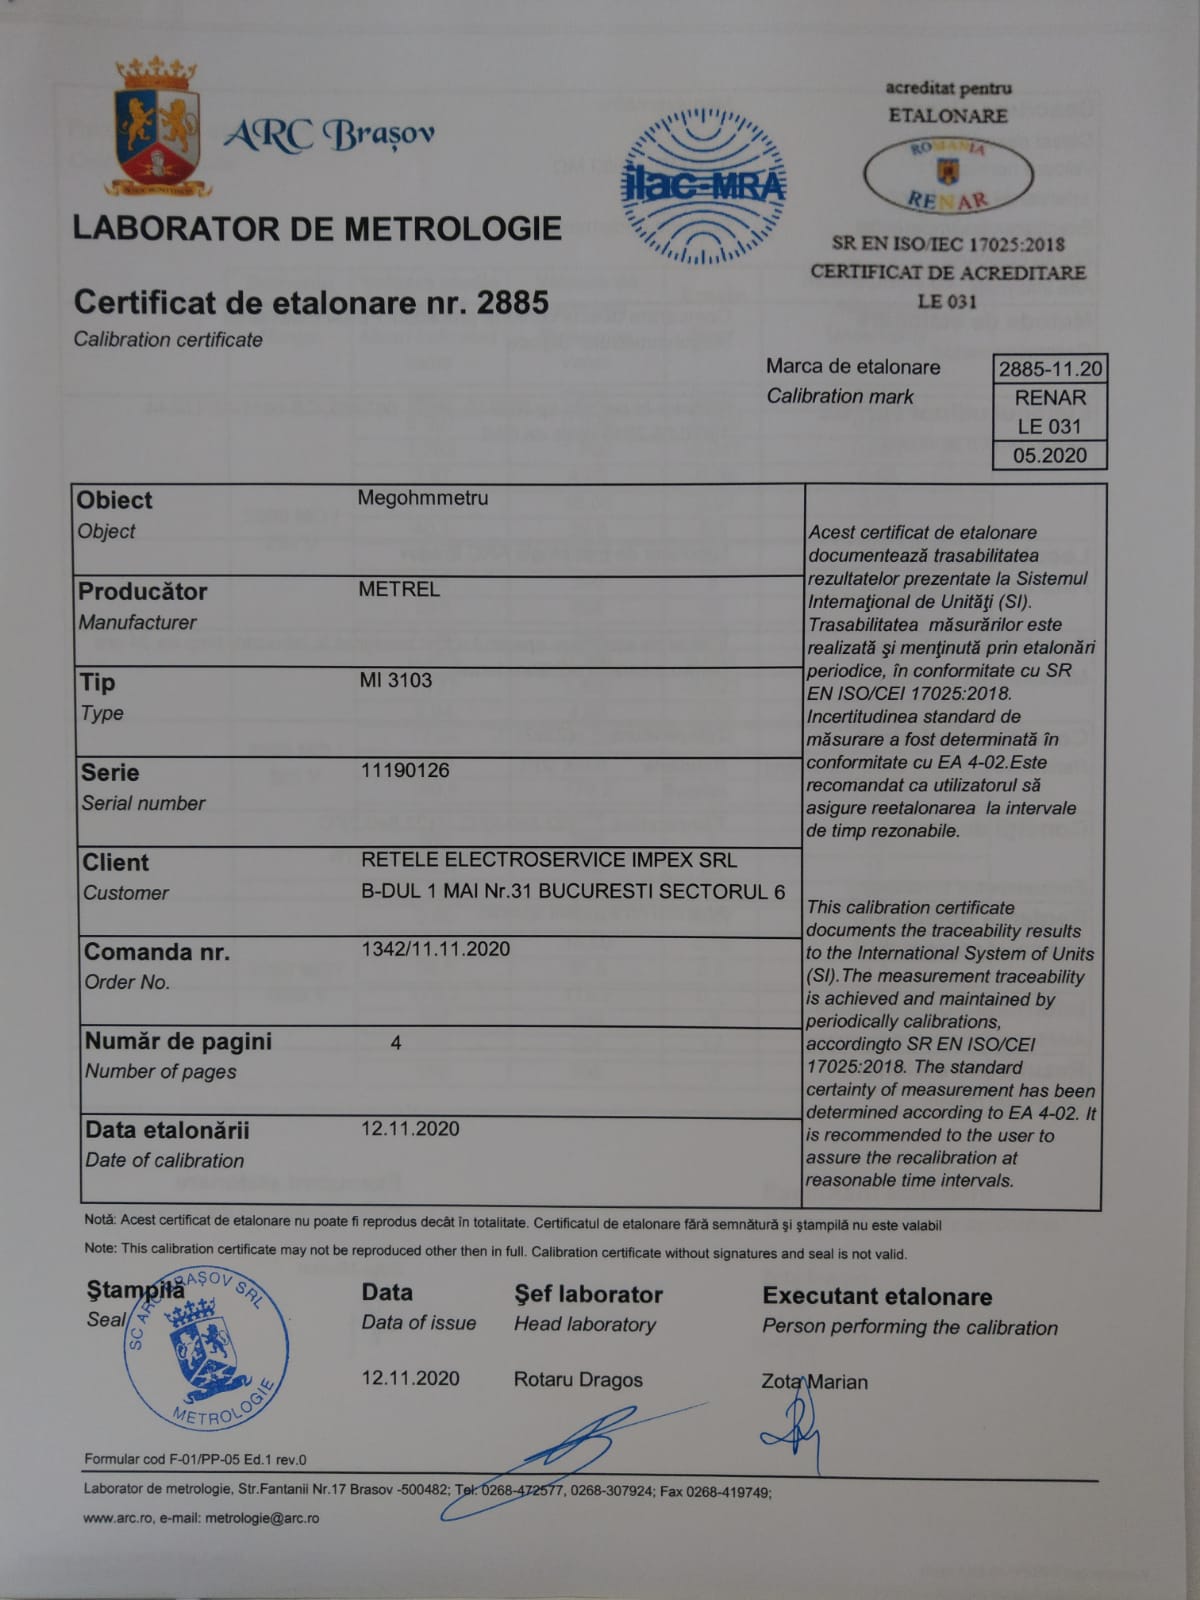 ARC Brașov
LABORATOR DE METROLOGIE
ilac-MRA
acreditat pentru
ETALONARE
ROMANIA
RENAR
SR EN ISO/IEC 17025:2018
CERTIFICAT DE ACREDITARE
LE 031
Certificat de etalonare nr. 2885
Calibration certificate
Marca de etalonare
Calibration mark
2885-11.20
RENAR
LE 031
05.2020
Obiect
Object
Megohmmetru
Producător
Manufacturer
METREL
Tip
Type
MI 3103
Serie
Serial number
11190126
Client
Customer
RETELE ELECTROSERVICE IMPEX SRL
B-DUL 1 MAI Nr.31 BUCURESTI SECTORUL 6
Comanda nr.
Order No.
1342/11.11.2020
Număr de pagini
Number of pages
4
Data etalonării
Date of calibration
12.11.2020
Acest certificat de etalonare
documentează trasabilitatea
rezultatelor prezentate la Sistemul
Internaţional de Unităţi (SI).
Trasabilitatea măsurărilor este
realizată şi menţinută prin etalonări
periodice, în conformitate cu SR
EN ISO/CEI 17025:2018.
Incertitudinea standard de
măsurare a fost determinată în
conformitate cu EA 4-02.Este
recomandat ca utilizatorul să
asigure reetalonarea la intervale
de timp rezonabile.
This calibration certificate
documents the traceability results
to the International System of Units
(SI).The measurement traceability
is achieved and maintained by
periodically calibrations,
accordingto SR EN ISO/CEI
17025:2018. The standard
certainty of measurement has been
determined according to EA 4-02. It
is recommended to the user to
assure the recalibration at
reasonable time intervals.
Notă: Acest certificat de etalonare nu poate fi reprodus decât în totalitate. Certificatul de etalonare fără semnătură şi ştampilă nu este valabil
Note: This calibration certificate may not be reproduced other then in full. Calibration certificate without signatures and seal is not valid.
Ştampilă
Seal
SC ARC BRAŞOV SRL
METROLOGIE
Data
Data of issue
12.11.2020
Şef laborator
Head laboratory
Rotaru Dragos
Executant etalonare
Person performing the calibration
Zota Marian
Formular cod F-01/PP-05 Ed.1 rev.0
Laborator de metrologie, Str.Fantanii Nr.17 Brasov -500482; Tel: 0268-472577, 0268-307924; Fax 0268-419749;
www.arc.ro, e-mail: metrologie@arc.ro